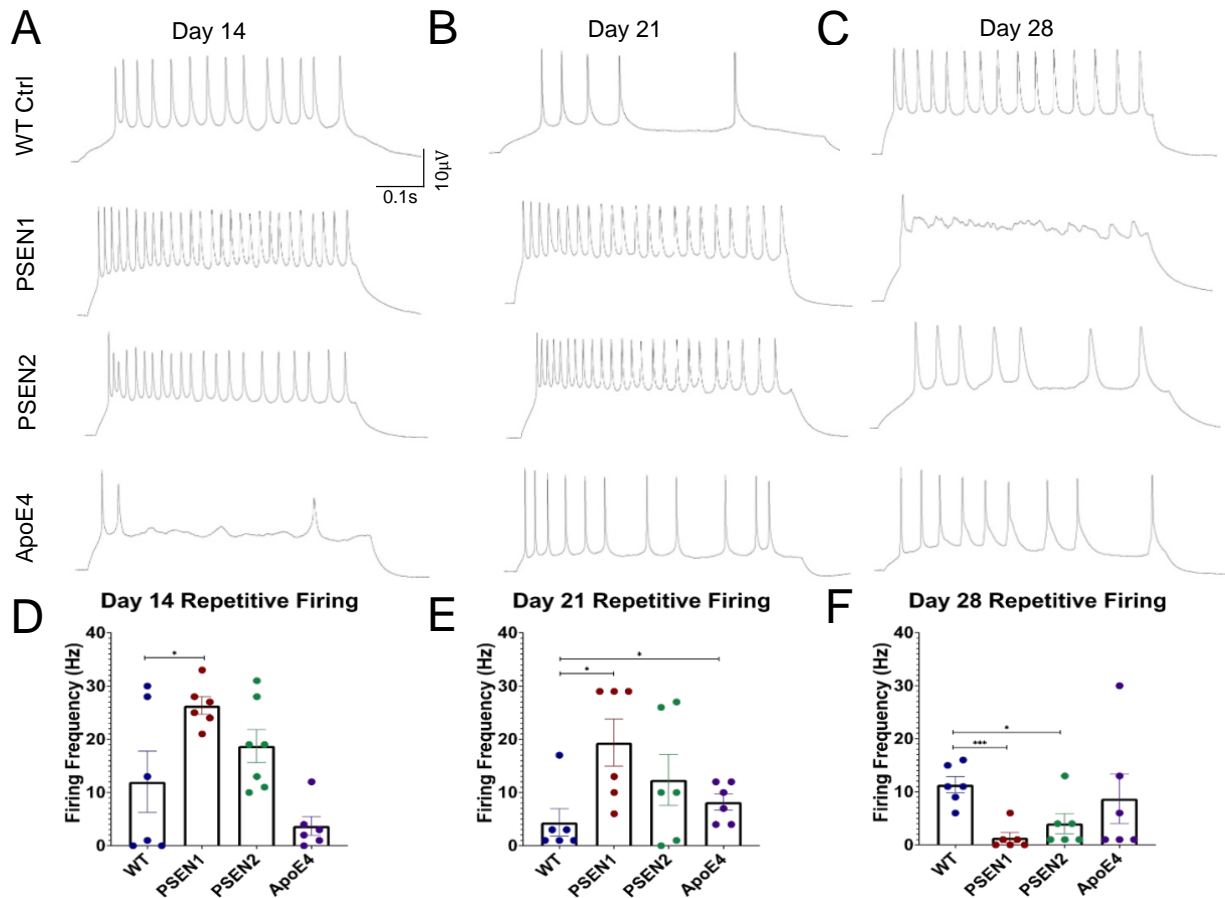 A
Day 14
B
Day 21
C
Day 28
WT Ctrl
10µV
0.1s
PSEN1
PSEN2
ApoE4
D
Day 14 Repetitive Firing
*
Firing Frequency (Hz)
40
30
20
10
0
WT
PSEN1
PSEN2
ApoE4
E
Day 21 Repetitive Firing
*
*
Firing Frequency (Hz)
40
30
20
10
0
WT
PSEN1
PSEN2
ApoE4
F
Day 28 Repetitive Firing
*
***
Firing Frequency (Hz)
40
30
20
10
0
WT
PSEN1
PSEN2
ApoE4